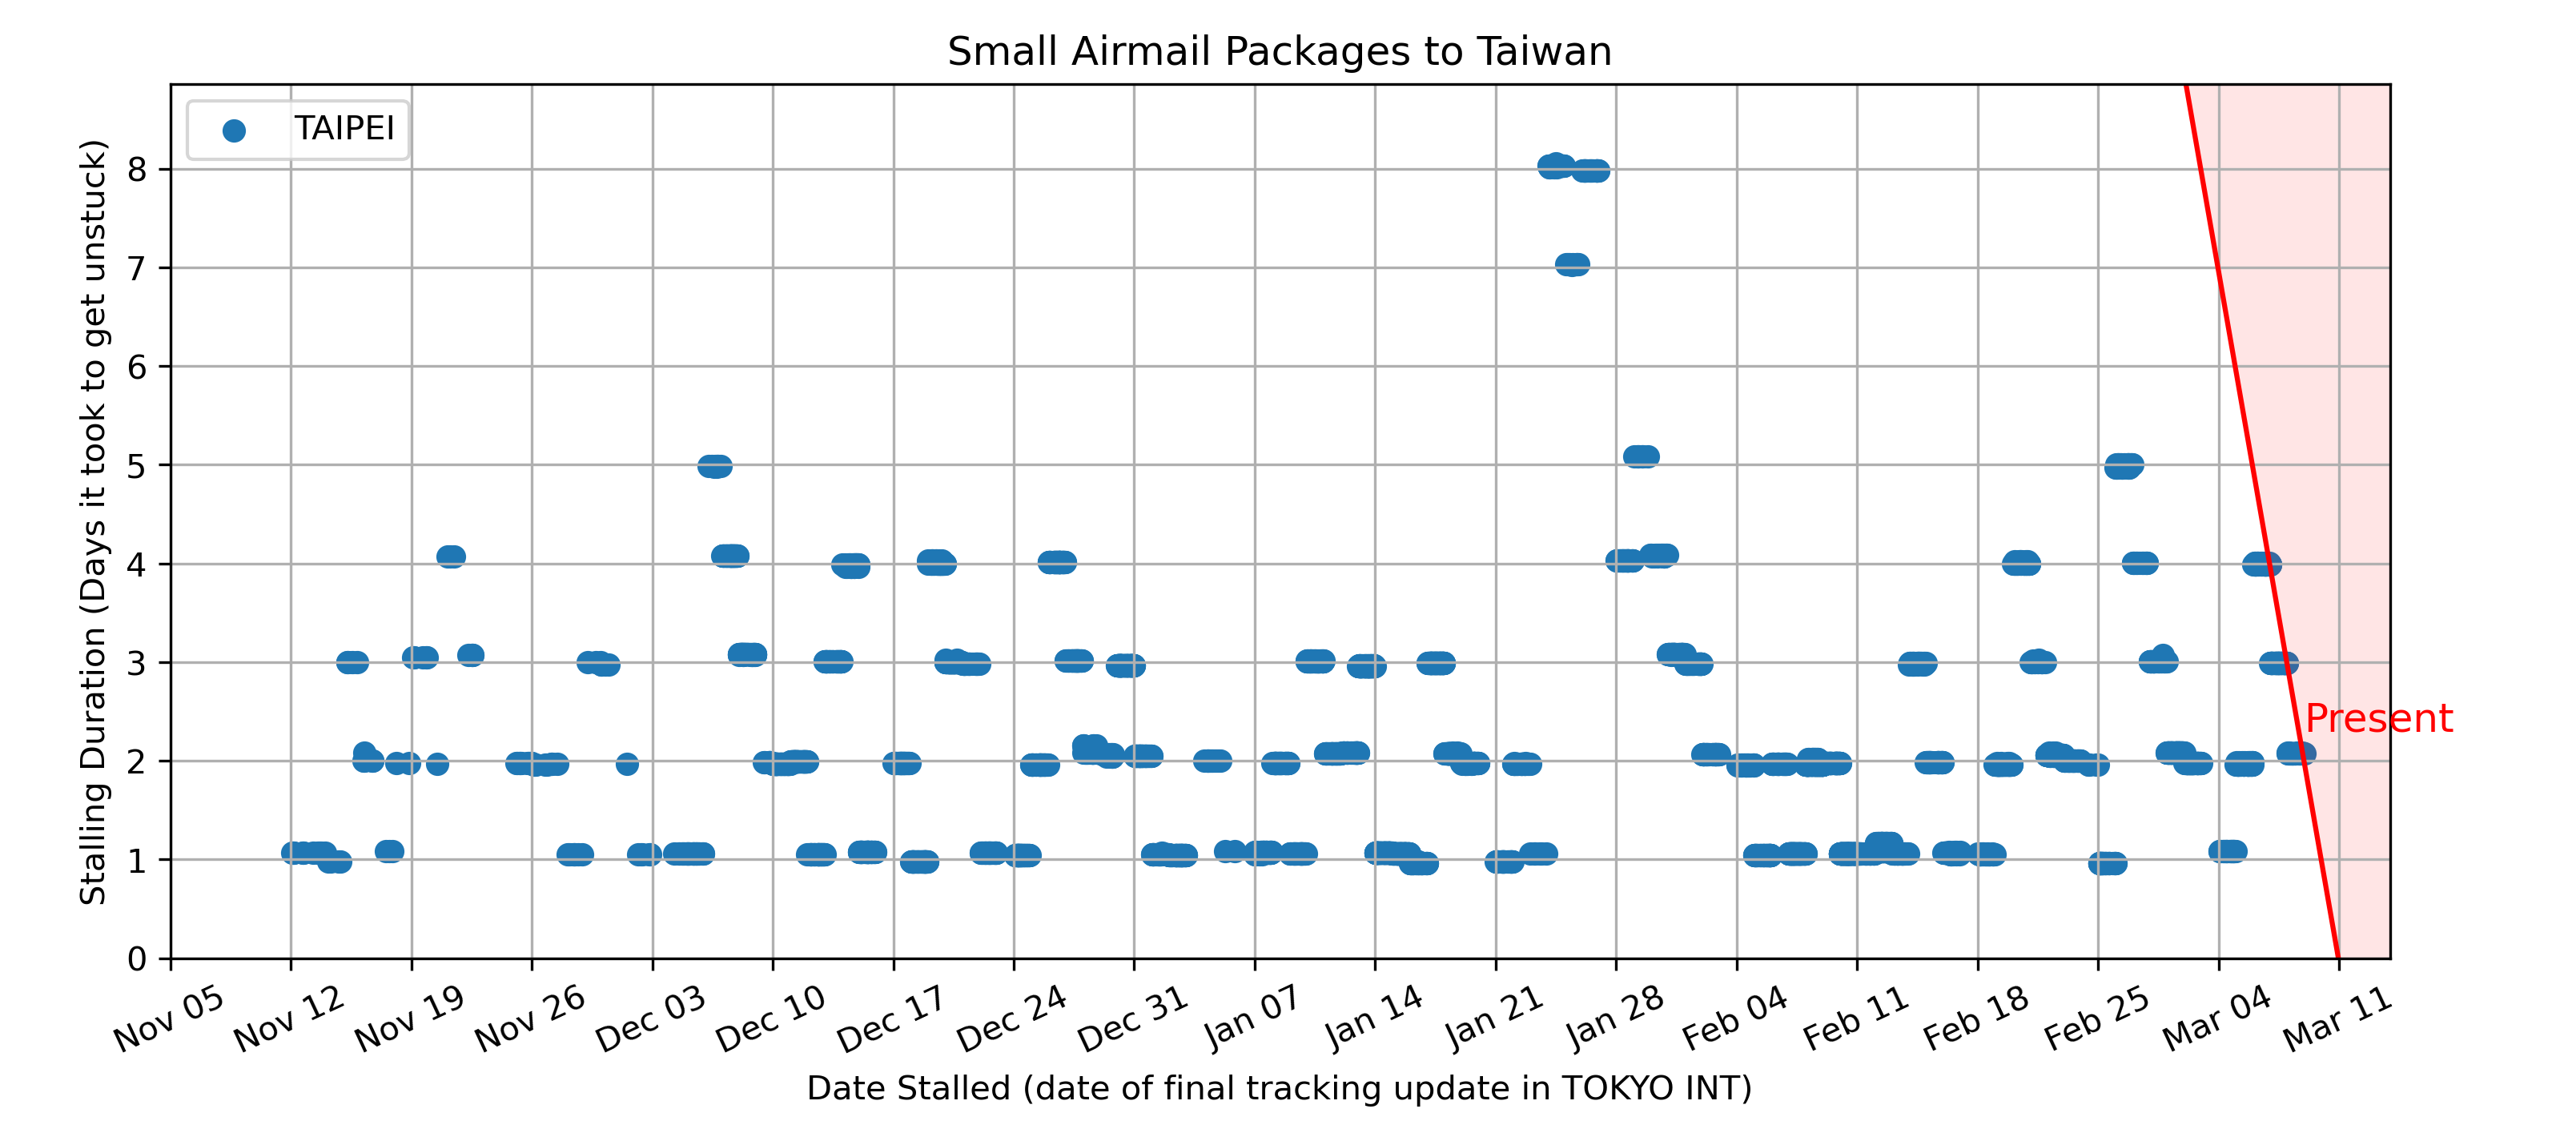 Small Airmail Packages to Taiwan
TAIPEI
Stalling Duration (Days it took to get unstuck)
8
7
6
5
4
3
2
1
0
Present
Nov 05
Nov 12
Nov 19
Nov 26
Dec 03
Dec 10
Dec 17
Dec 24
Dec 31
Jan 07
Jan 14
Jan 21
Jan 28
Feb 04
Feb 11
Feb 18
Feb 25
Mar 04
Mar 11
Date Stalled (date of final tracking update in TOKYO INT)